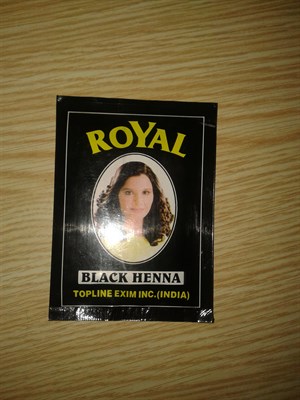 ROYAL
BLACK HENNA
TOPLINE EXIM INC.(INDIA)